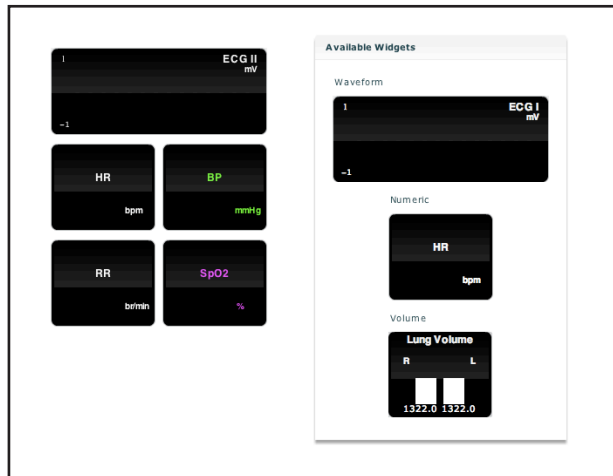 1 ECG II
mV
−1
HR BP
bpm mmHg
RR SpO2
br/min %
Available Widgets
Waveform
1 ECG I
mV
−1
Numeric
HR
bpm
Volume
Lung Volume
R L
1322.0 1322.0